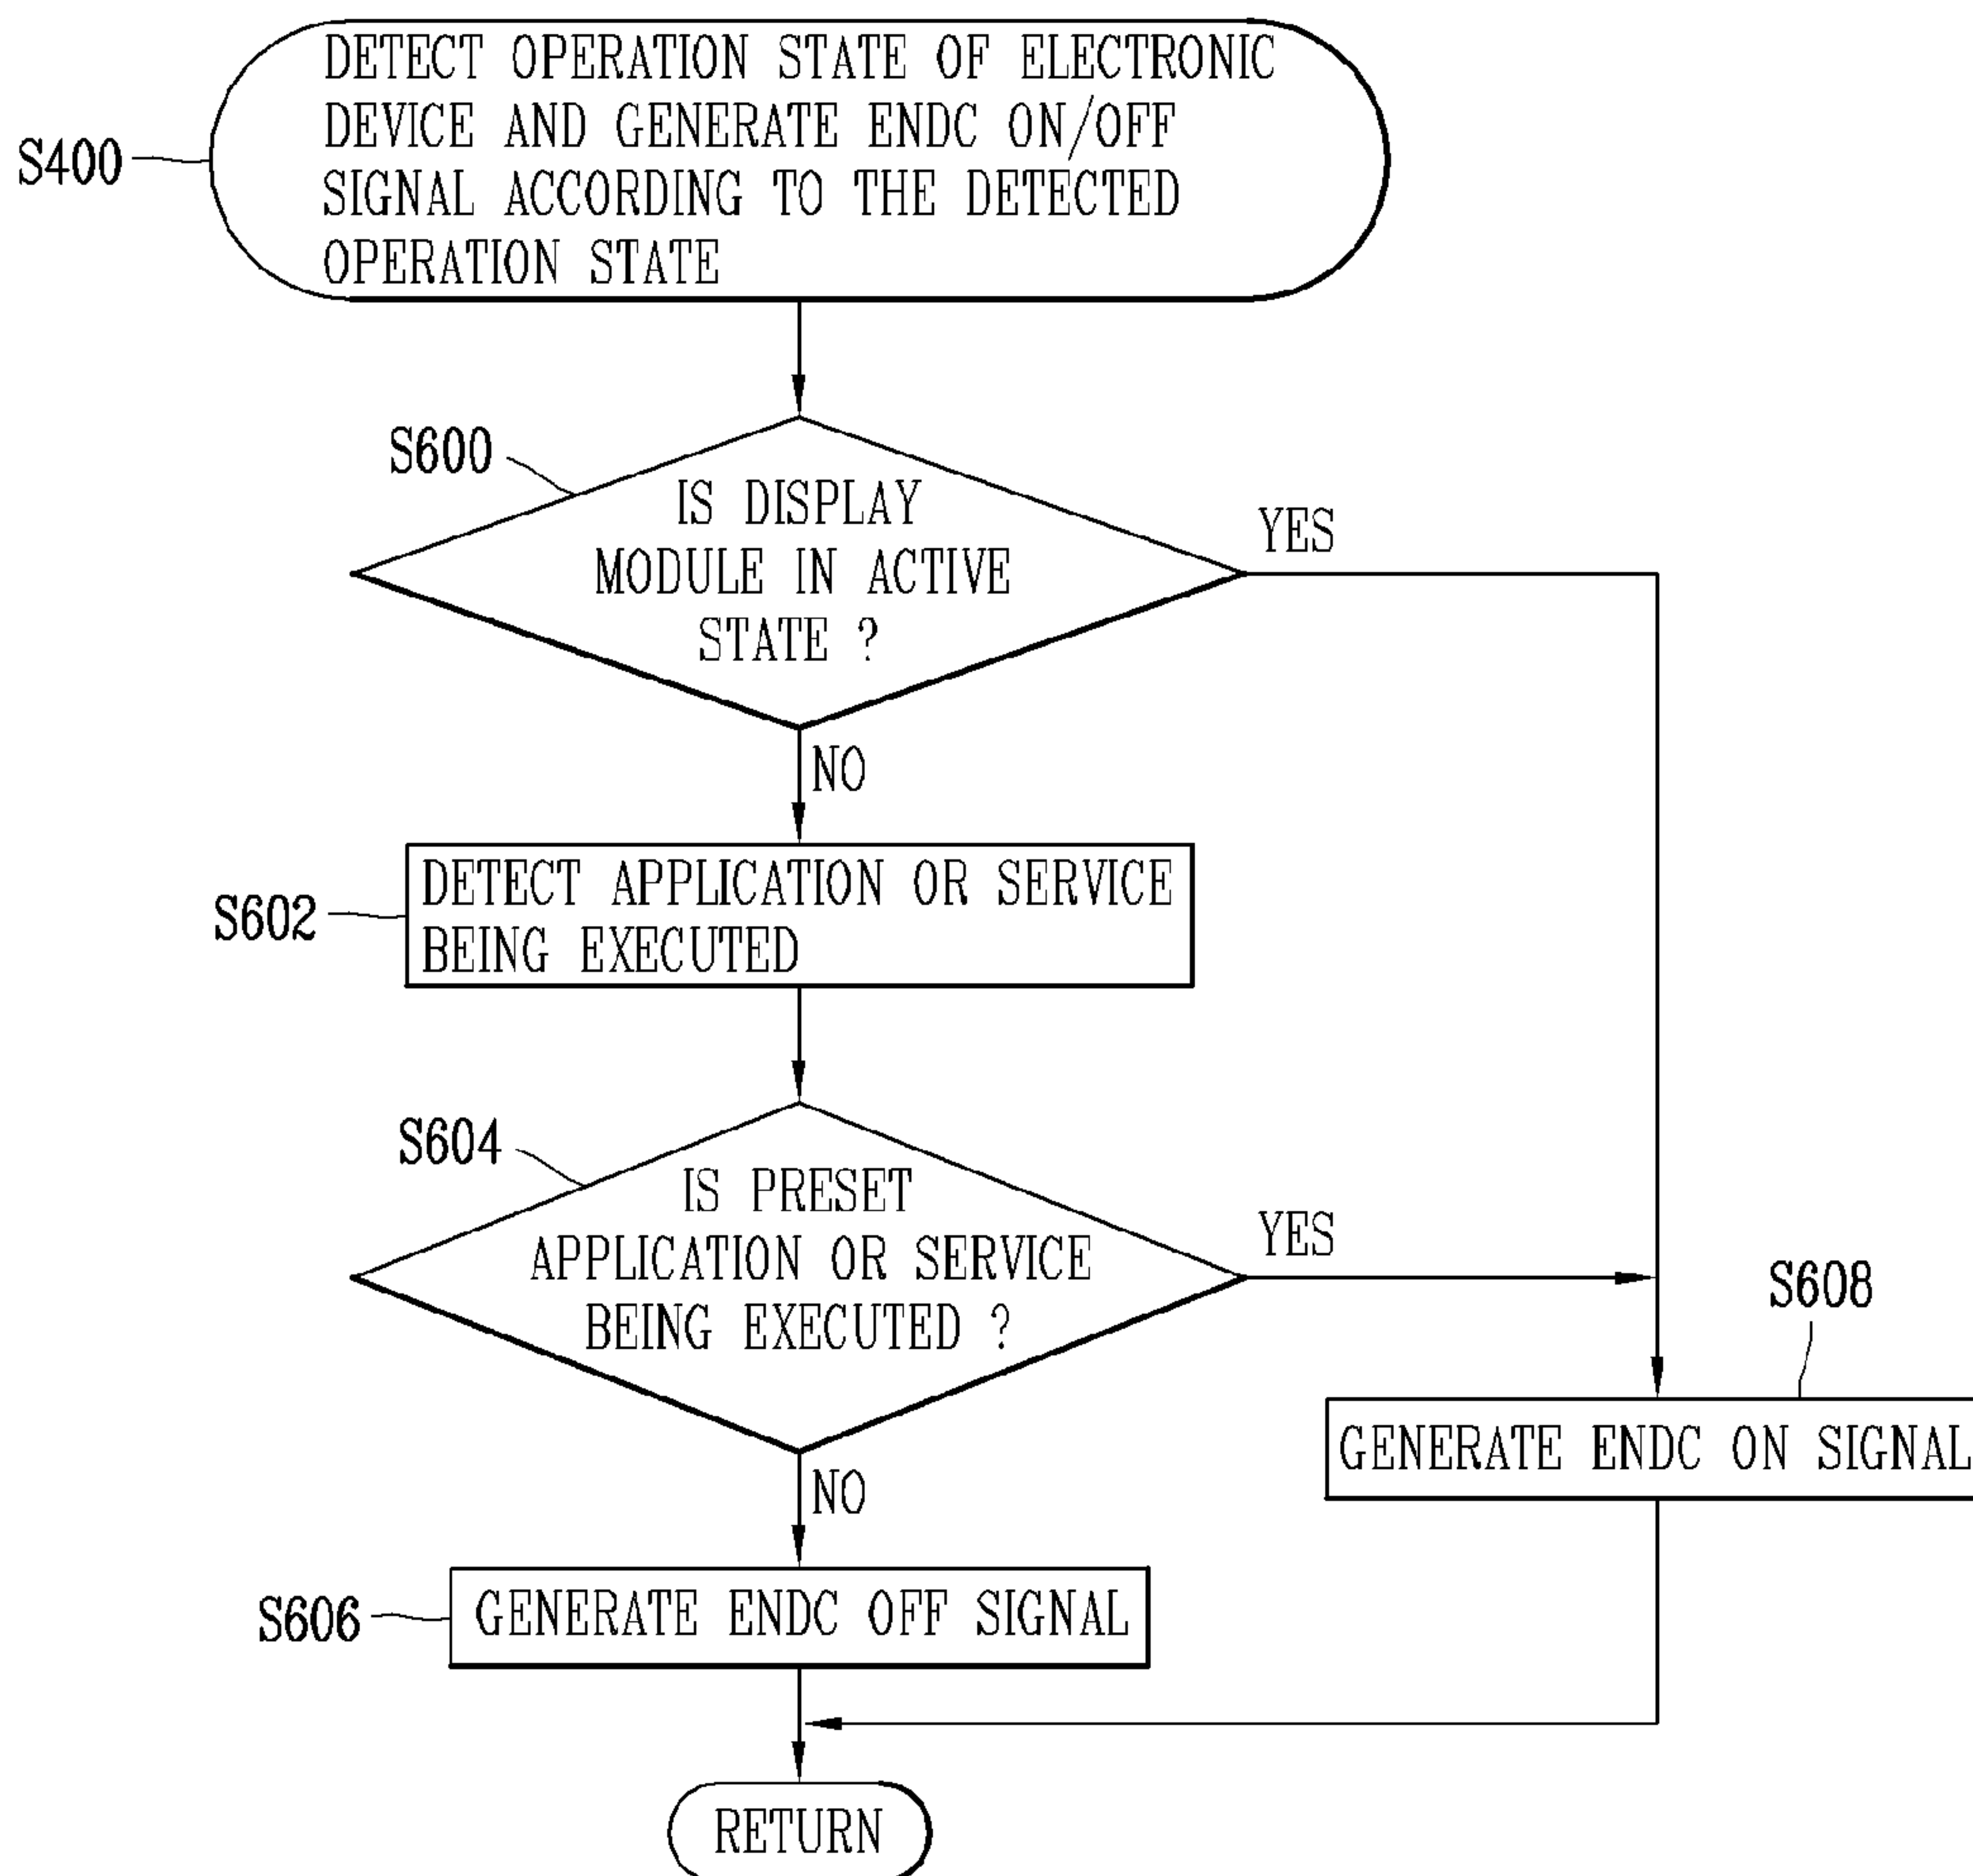 DETECT OPERATION STATE OF ELECTRONIC
DEVICE AND GENERATE ENDC ON/OFF
S400
SIGNAL ACCORDING TO THE DETECTED
OPERATION STATE
S600
IS DISPLAY
MODULE IN ACTIVE
STATE ?
YES
NO
S602
DETECT APPLICATION OR SERVICE
BEING EXECUTED
S604
IS PRESET
APPLICATION OR SERVICE
BEING EXECUTED ?
YES
S608
GENERATE ENDC ON SIGNAL
NO
S606
GENERATE ENDC OFF SIGNAL
RETURN